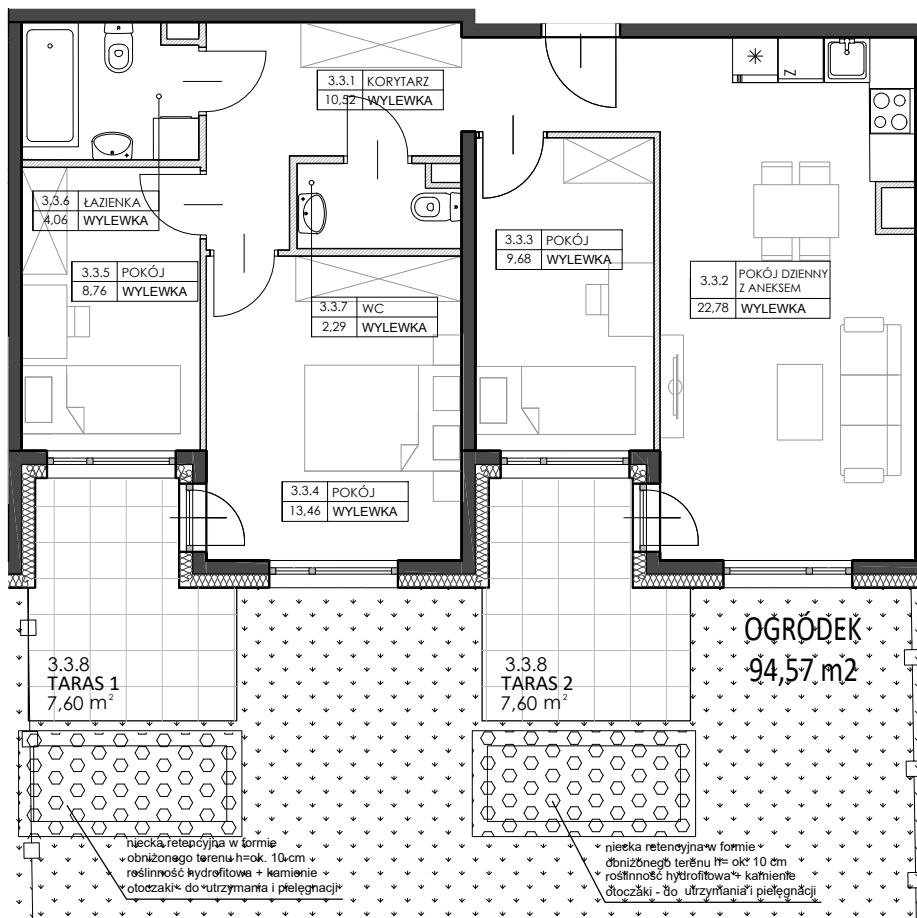 3.3.1 KORYTARZ
10,52 WYLEWKA
Z
3.3.6 ŁAZIENKA
4,06 WYLEWKA
3.3.5 POKÓJ
8,76 WYLEWKA
3.3.3 POKÓJ
9,68 WYLEWKA
3.3.2 POKÓJ DZIENNY
Z ANEKSEM
22,78 WYLEWKA
3.3.7 WC
2,29 WYLEWKA
3.3.4 POKÓJ
13,46 WYLEWKA
OGRÓDEK
94,57 m2
3.3.8
TARAS 1
7,60 m²
3.3.8
TARAS 2
7,60 m²
niecka retencyjna w formie
obniżonego terenu h=ok. 10 cm
roślinność hydrofitowa + kamienie
otoczaki - do utrzymania i pielęgnacji
niecka retencyjna w formie
obniżonego terenu h= ok. 10 cm
roślinność hydrofitowa + kamienie
otoczaki - do utrzymania i pielęgnacji